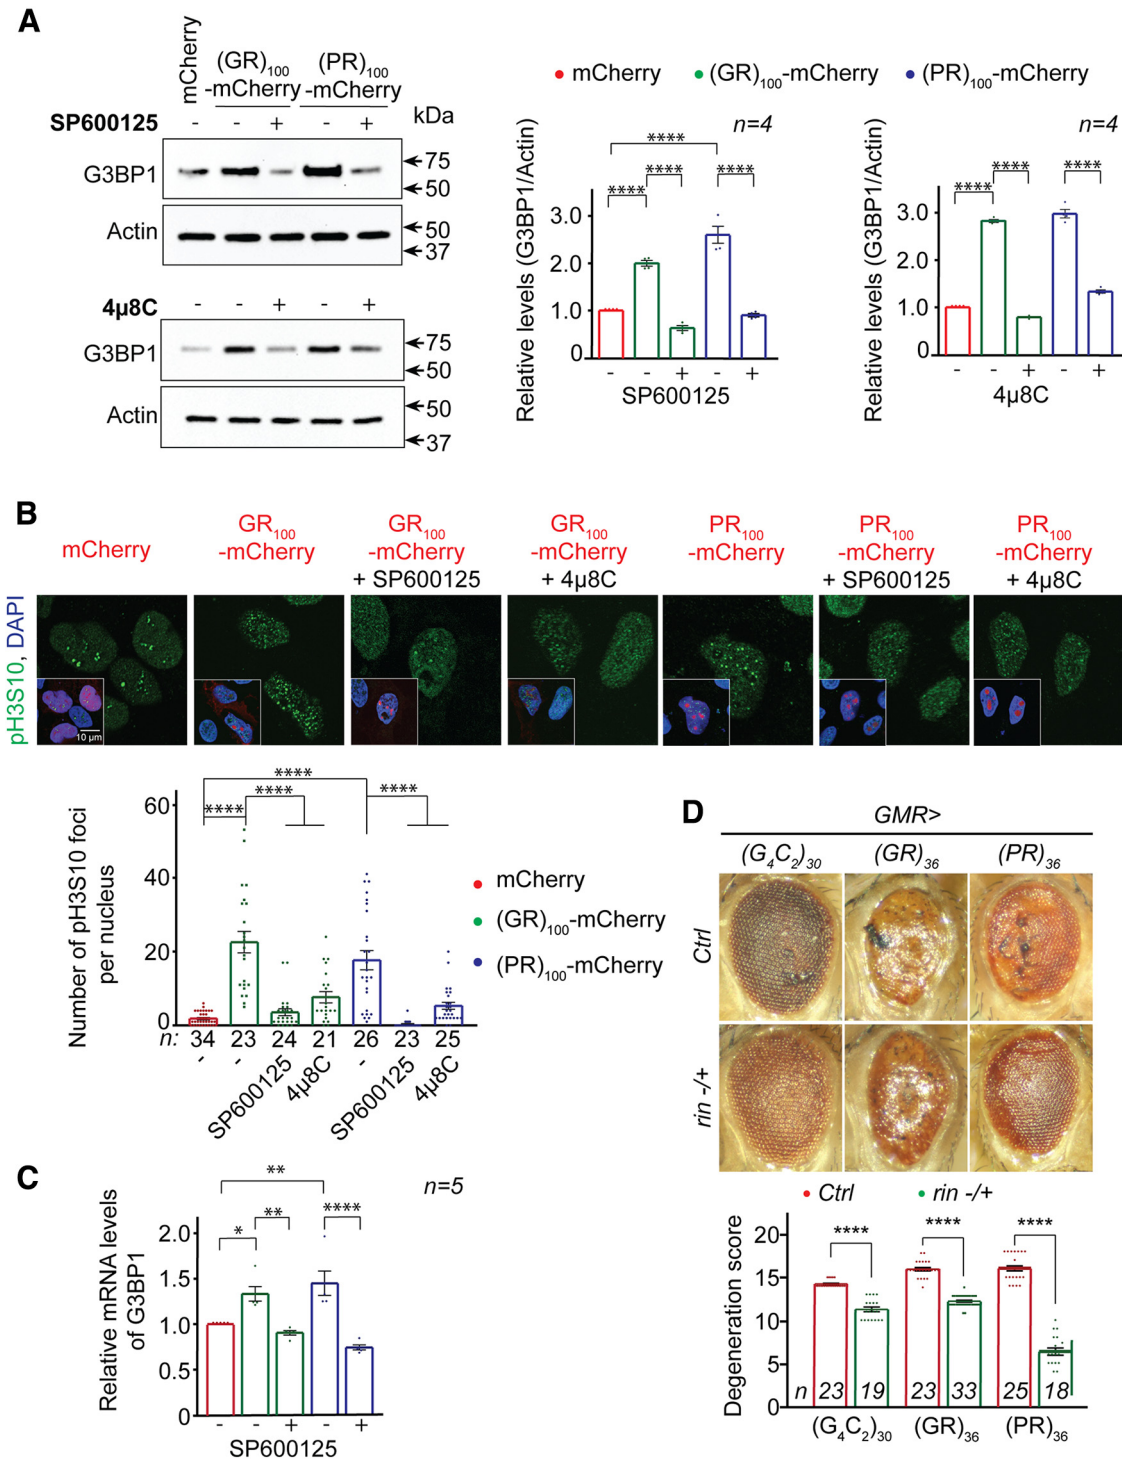 A
mCherry
(GR)100
-mCherry
(PR)100
-mCherry
SP600125
- - + - +
kDa
G3BP1
75
50
Actin
50
37
4µ8C
- - + - +
G3BP1
75
50
Actin
50
37
mCherry
(GR)100-mCherry
(PR)100-mCherry
Relative levels (G3BP1/Actin)
n=4
****
**** **** ****
3.0
2.0
1.0
0
- - + - +
SP600125
Relative levels (G3BP1/Actin)
n=4
**** **** ****
3.0
2.0
1.0
0
- - + - +
4µ8C
B
pH3S10, DAPI
mCherry
GR100
-mCherry
GR100
-mCherry
+ SP600125
GR100
-mCherry
+ 4µ8C
PR100
-mCherry
PR100
-mCherry
+ SP600125
PR100
-mCherry
+ 4µ8C
10 µm
Number of pH3S10 foci
per nucleus
****
**** **** ****
60
40
20
0
n: 34 23 24 21 26 23 25
- - SP600125 4µ8C - SP600125 4µ8C
mCherry
(GR)100-mCherry
(PR)100-mCherry
C
Relative mRNA levels
of G3BP1
n=5
**
* ** ****
2.0
1.5
1.0
0.5
0
- - + - +
SP600125
D
GMR>
(G4C2)30 (GR)36 (PR)36
Ctrl
rin -/+
Ctrl rin -/+
Degeneration score
**** **** ****
20
15
10
5
0
n 23 19 23 33 25 18
(G4C2)30 (GR)36 (PR)36